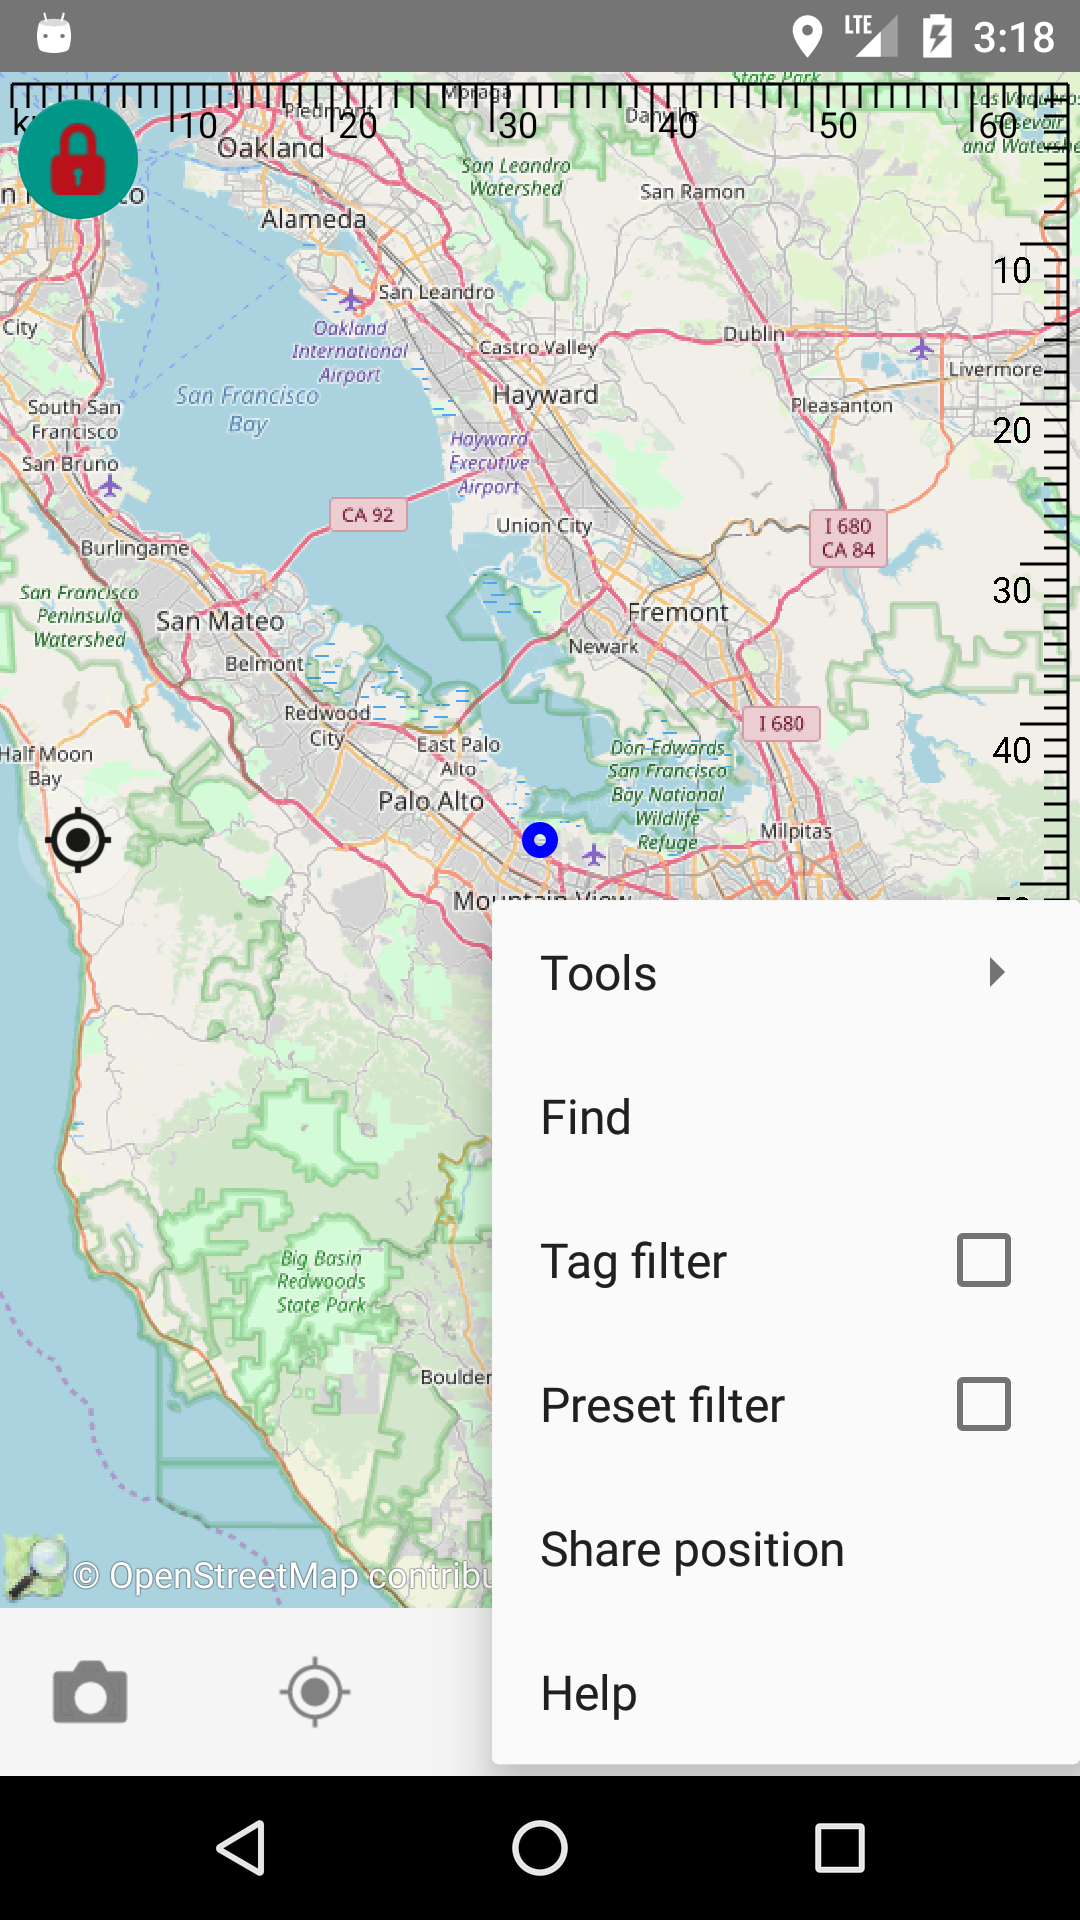 LTE 3:18
State Park
Moraga
Las Vaqueros
10 Piedmont 20 30 Danville 40 50 60
Resevoir
and Watershed
Oakland
San Leandro
Watershed
San Ramon
Alameda
10
San Leandro
City
Oakland
International
Airport
Dublin
Castro Valley
Livermore
San Francisco
Bay
Hayward
South San
Francisco
Pleasanton
20
Hayward
Executive
Airport
San Bruno
CA 92
Union City
I 680
CA 84
Burlingame
San Francisco
Peninsula
Watershed
30
San Mateo
Fremont
Newark
Belmont
Redwood
City
I 680
Half Moon
Bay
East Palo
Alto
Don Edwards
San Francisco
Bay National
Wildlife
Refuge
40
Palo Alto
Milpitas
Mountain View
Tools
Find
Tag filter
Big Basin
Redwoods
State Park
Boulder
Preset filter
Share position
© OpenStreetMap contribu
Help